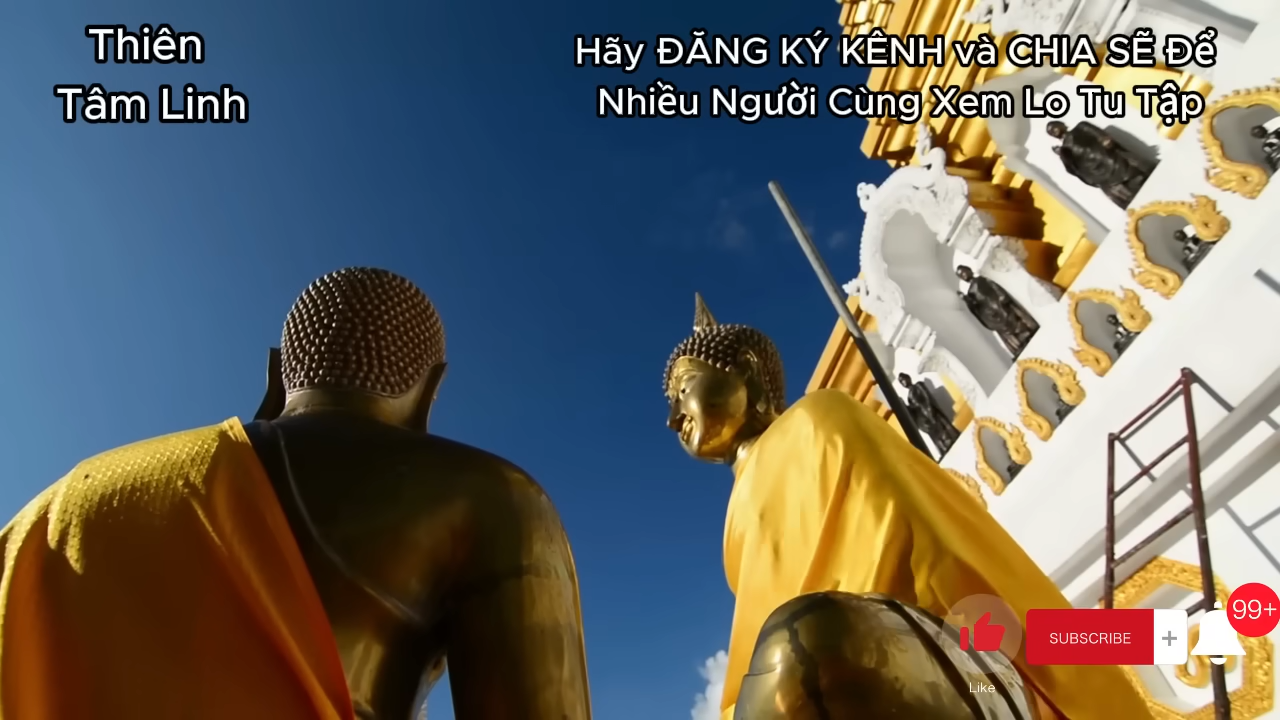 Thiên
Tâm Linh
Hãy ĐĂNG KÝ KÊNH và CHIA SẼ Để
Nhiều Người Cùng Xem Lo Tu Tập
99+
SUBSCRIBE +
Like